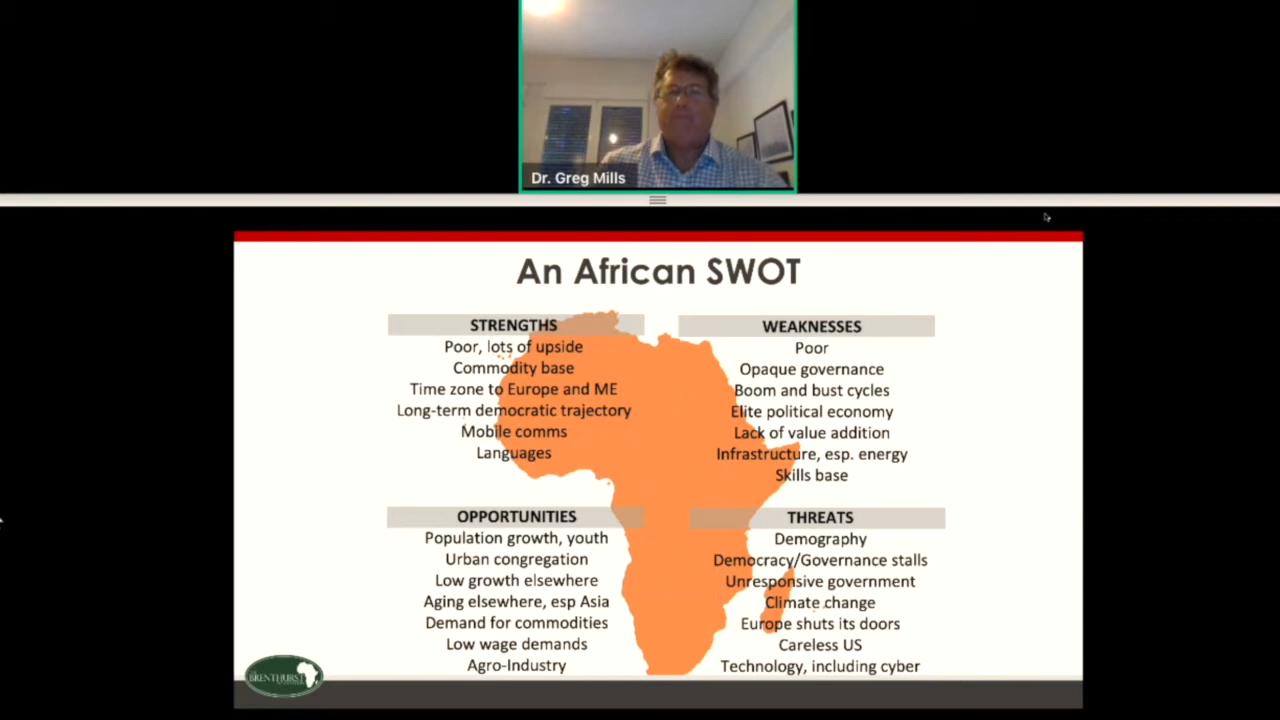 Dr. Greg Mills
An African SWOT
STRENGTHS
Poor, lots of upside
Commodity base
Time zone to Europe and ME
Long-term democratic trajectory
Mobile comms
Languages
WEAKNESSES
Poor
Opaque governance
Boom and bust cycles
Elite political economy
Lack of value addition
Infrastructure, esp. energy
Skills base
OPPORTUNITIES
Population growth, youth
Urban congregation
Low growth elsewhere
Aging elsewhere, esp Asia
Demand for commodities
Low wage demands
Agro-Industry
THREATS
Demography
Democracy/Governance stalls
Unresponsive government
Climate change
Europe shuts its doors
Careless US
Technology, including cyber
BRENTHURST